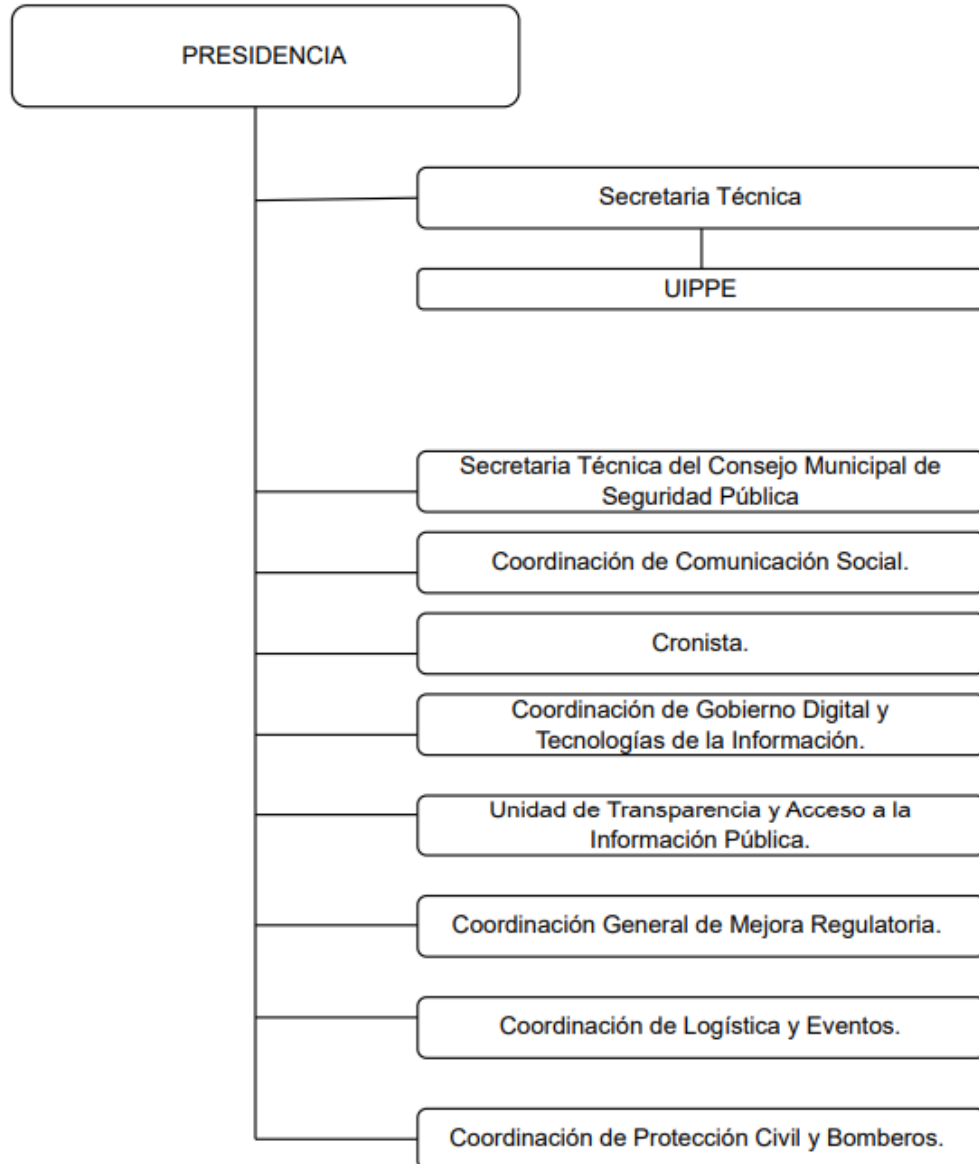 PRESIDENCIA
Secretaria Técnica
UIPPE
Secretaria Técnica del Consejo Municipal de
Seguridad Pública
Coordinación de Comunicación Social.
Cronista.
Coordinación de Gobierno Digital y
Tecnologías de la Información.
Unidad de Transparencia y Acceso a la
Información Pública.
Coordinación General de Mejora Regulatoria.
Coordinación de Logística y Eventos.
Coordinación de Protección Civil y Bomberos.